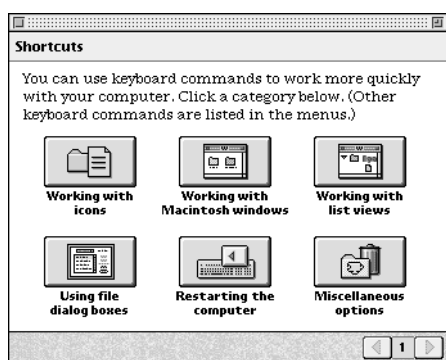 Shortcuts
You can use keyboard commands to work more quickly
with your computer. Click a category below. (Other
keyboard commands are listed in the menus.)
Working with
icons
Working with
Macintosh windows
Working with
list views
Using file
dialog boxes
Restarting the
computer
Miscellaneous
options
1